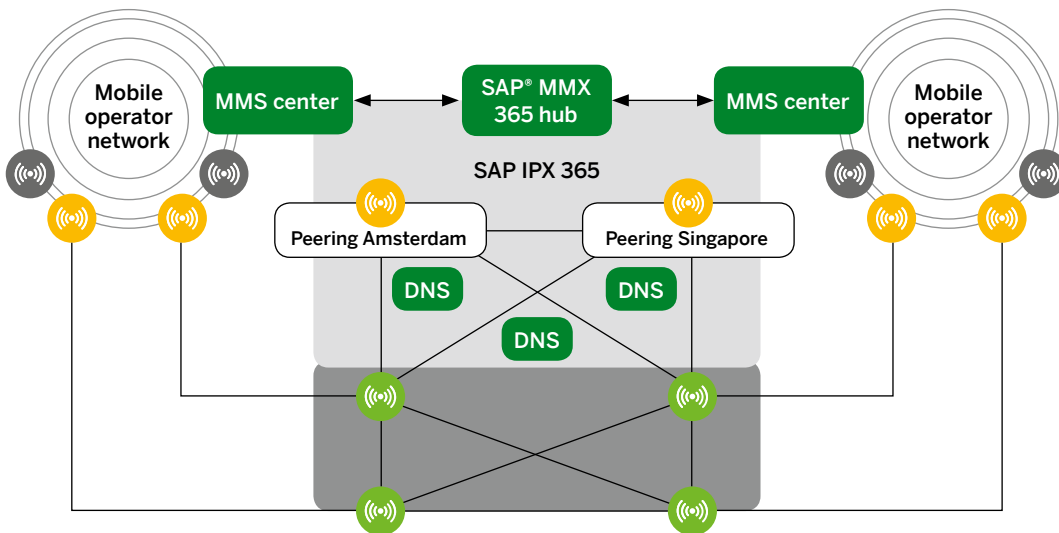 Mobile
operator
network
MMS center
SAP® MMX
365 hub
MMS center
Mobile
operator
network
SAP IPX 365
Peering Amsterdam
Peering Singapore
DNS
DNS
DNS